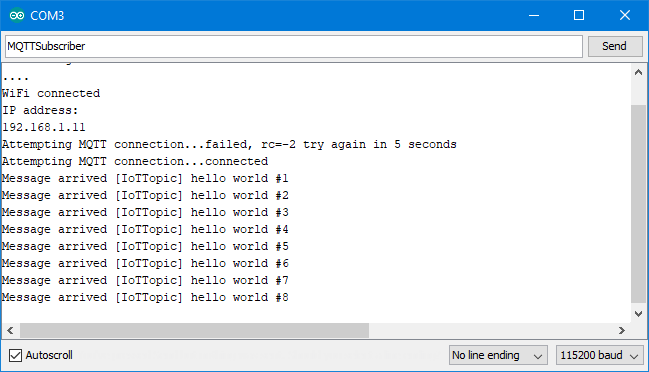 COM3
MQTTSubscriber
Send
....
WiFi connected
IP address:
192.168.1.11
Attempting MQTT connection...failed, rc=-2 try again in 5 seconds
Attempting MQTT connection...connected
Message arrived [IoTTopic] hello world #1
Message arrived [IoTTopic] hello world #2
Message arrived [IoTTopic] hello world #3
Message arrived [IoTTopic] hello world #4
Message arrived [IoTTopic] hello world #5
Message arrived [IoTTopic] hello world #6
Message arrived [IoTTopic] hello world #7
Message arrived [IoTTopic] hello world #8
Autoscroll
No line ending
115200 baud